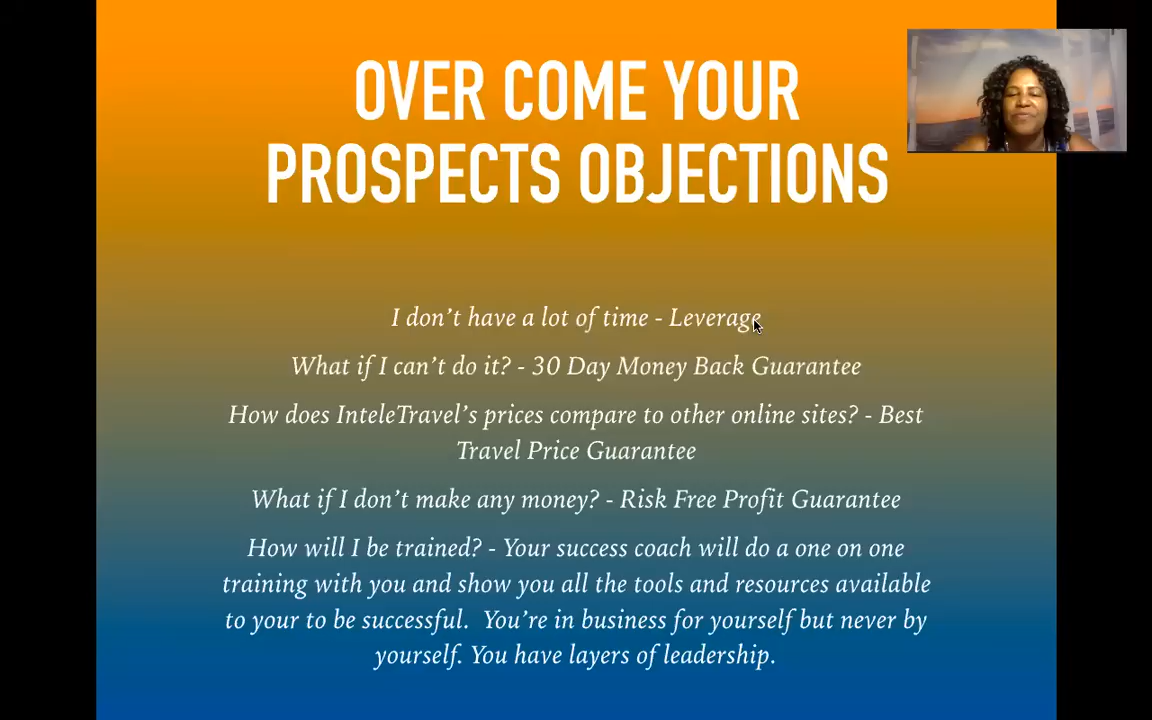 OVER COME YOUR
PROSPECTS OBJECTIONS
I don't have a lot of time - Leverage
What if I can't do it? - 30 Day Money Back Guarantee
How does InteleTravel's prices compare to other online sites? - Best
Travel Price Guarantee
What if I don't make any money? - Risk Free Profit Guarantee
How will I be trained? - Your success coach will do a one on one
training with you and show you all the tools and resources available
to your to be successful.  You're in business for yourself but never by
yourself. You have layers of leadership.